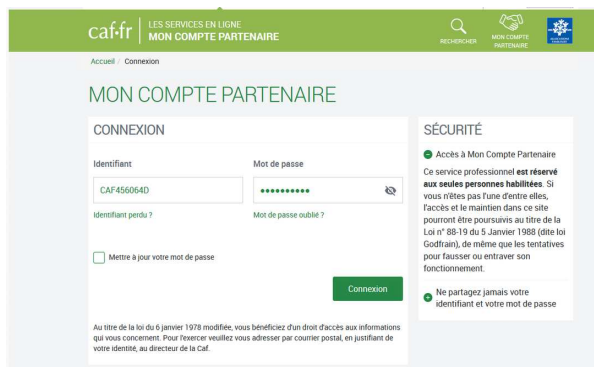 caf.fr
LES SERVICES EN LIGNE
MON COMPTE PARTENAIRE
RECHERCHER
MON COMPTE
PARTENAIRE
Accueil / Connexion
MON COMPTE PARTENAIRE
CONNEXION
Identifiant
Mot de passe
CAF456064D
••••••••••
Identifiant perdu ?
Mot de passe oublié ?
Mettre à jour votre mot de passe
Connexion
Au titre de la loi du 6 janvier 1978 modifiée, vous bénéficiez d'un droit d'accès aux informations
qui vous concernent. Pour l'exercer veuillez vous adresser par courrier postal, en justifiant de
votre identité, au directeur de la Caf.
SÉCURITÉ
Accès à Mon Compte Partenaire
Ce service professionnel est réservé
aux seules personnes habilitées. Si
vous n'êtes pas l'une d'entre elles,
l'accès et le maintien dans ce site
pourront être poursuivis au titre de la
Loi n° 88-19 du 5 Janvier 1988 (dite loi
Godfrain), de même que les tentatives
pour fausser ou entraver son
fonctionnement.
Ne partagez jamais votre
identifiant et votre mot de passe